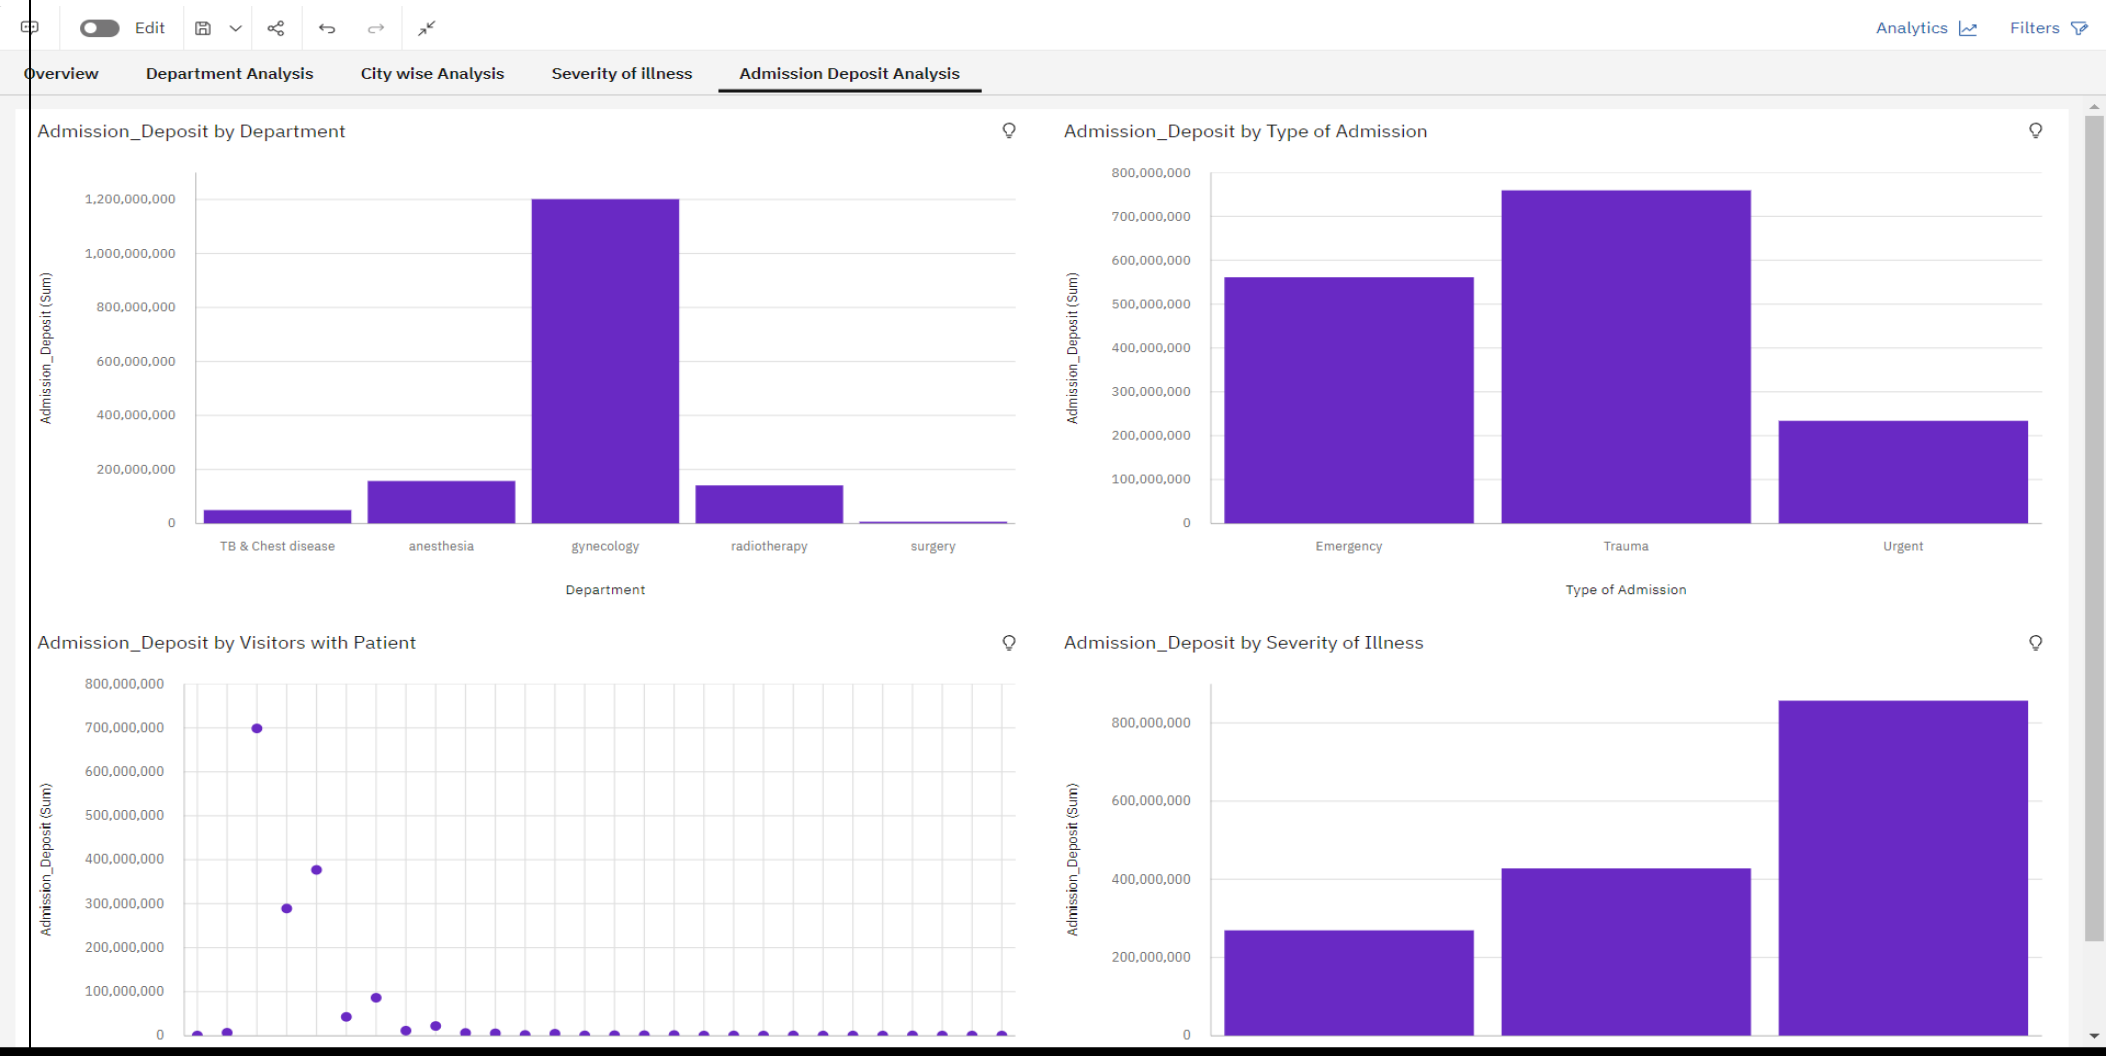 Edit
Analytics
Filters
Overview
Department Analysis
City wise Analysis
Severity of illness
Admission Deposit Analysis
Admission_Deposit by Department
1,200,000,000
1,000,000,000
800,000,000
600,000,000
400,000,000
200,000,000
0
Admission_Deposit (Sum)
TB & Chest disease
anesthesia
gynecology
radiotherapy
surgery
Department
Admission_Deposit by Type of Admission
800,000,000
700,000,000
600,000,000
500,000,000
400,000,000
300,000,000
200,000,000
100,000,000
0
Admission_Deposit (Sum)
Emergency
Trauma
Urgent
Type of Admission
Admission_Deposit by Visitors with Patient
800,000,000
700,000,000
600,000,000
500,000,000
400,000,000
300,000,000
200,000,000
100,000,000
0
Admission_Deposit (Sum)
Admission_Deposit by Severity of Illness
800,000,000
600,000,000
400,000,000
200,000,000
0
Admission_Deposit (Sum)